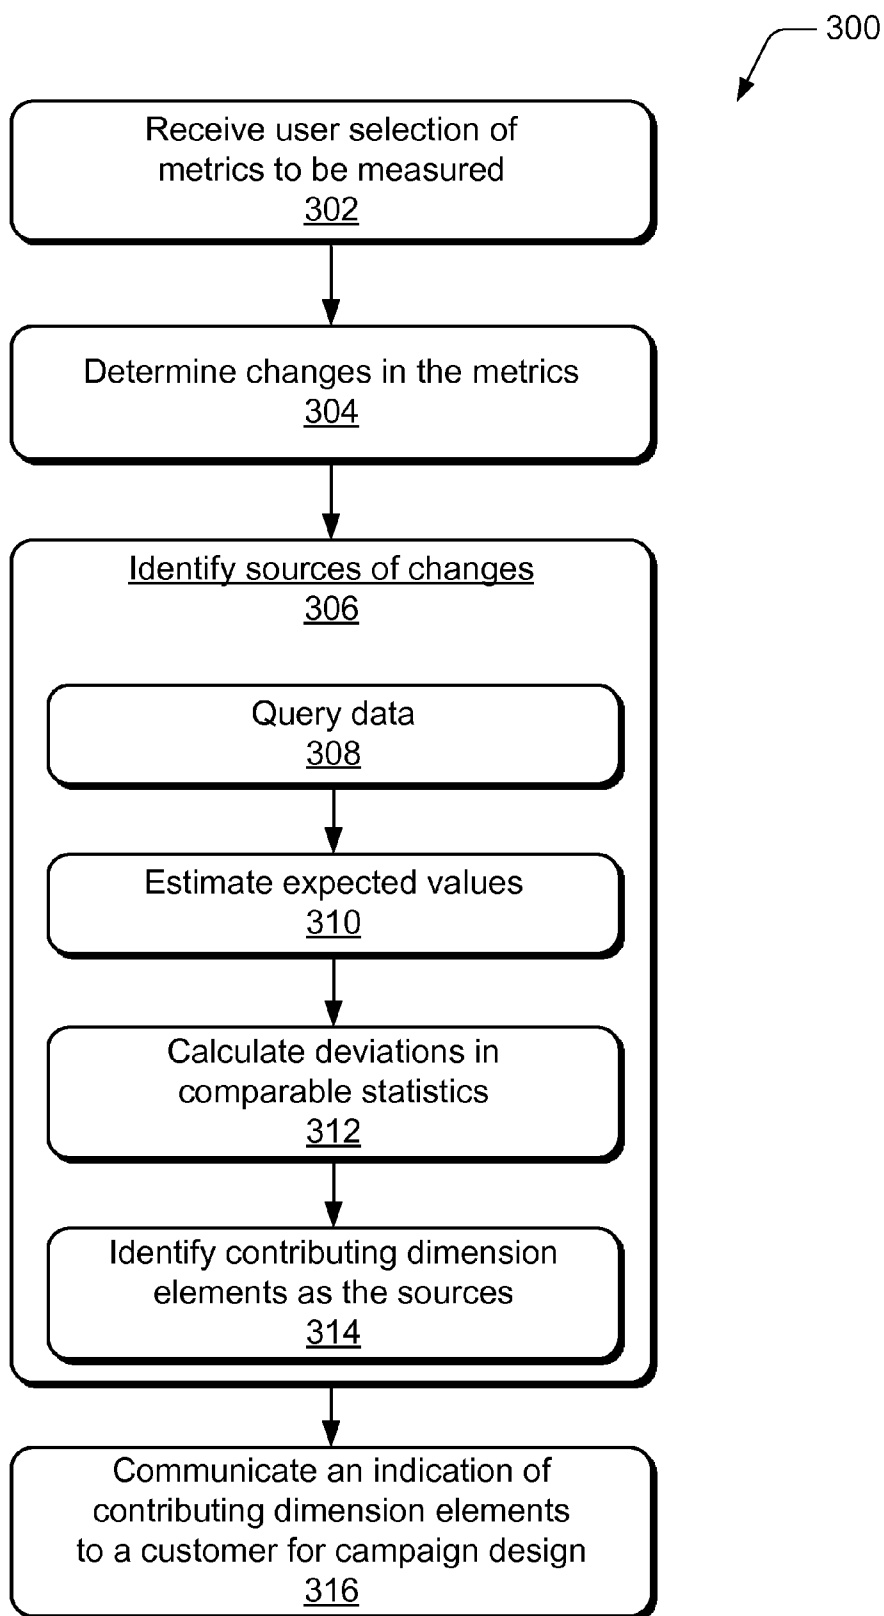 300
Receive user selection of
metrics to be measured
302
Determine changes in the metrics
304
Identify sources of changes
306
Query data
308
Estimate expected values
310
Calculate deviations in
comparable statistics
312
Identify contributing dimension
elements as the sources
314
Communicate an indication of
contributing dimension elements
to a customer for campaign design
316